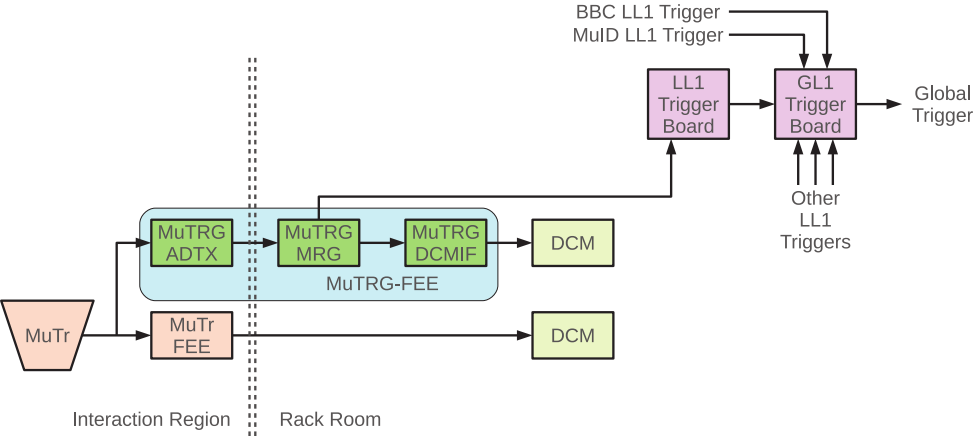 BBC LL1 Trigger
MuID LL1 Trigger
LL1
Trigger
Board
GL1
Trigger
Board
Global
Trigger
Other
LL1
Triggers
MuTRG
ADTX
MuTRG
MRG
MuTRG
DCMIF
DCM
MuTRG-FEE
MuTr
MuTr
FEE
DCM
Interaction Region
Rack Room